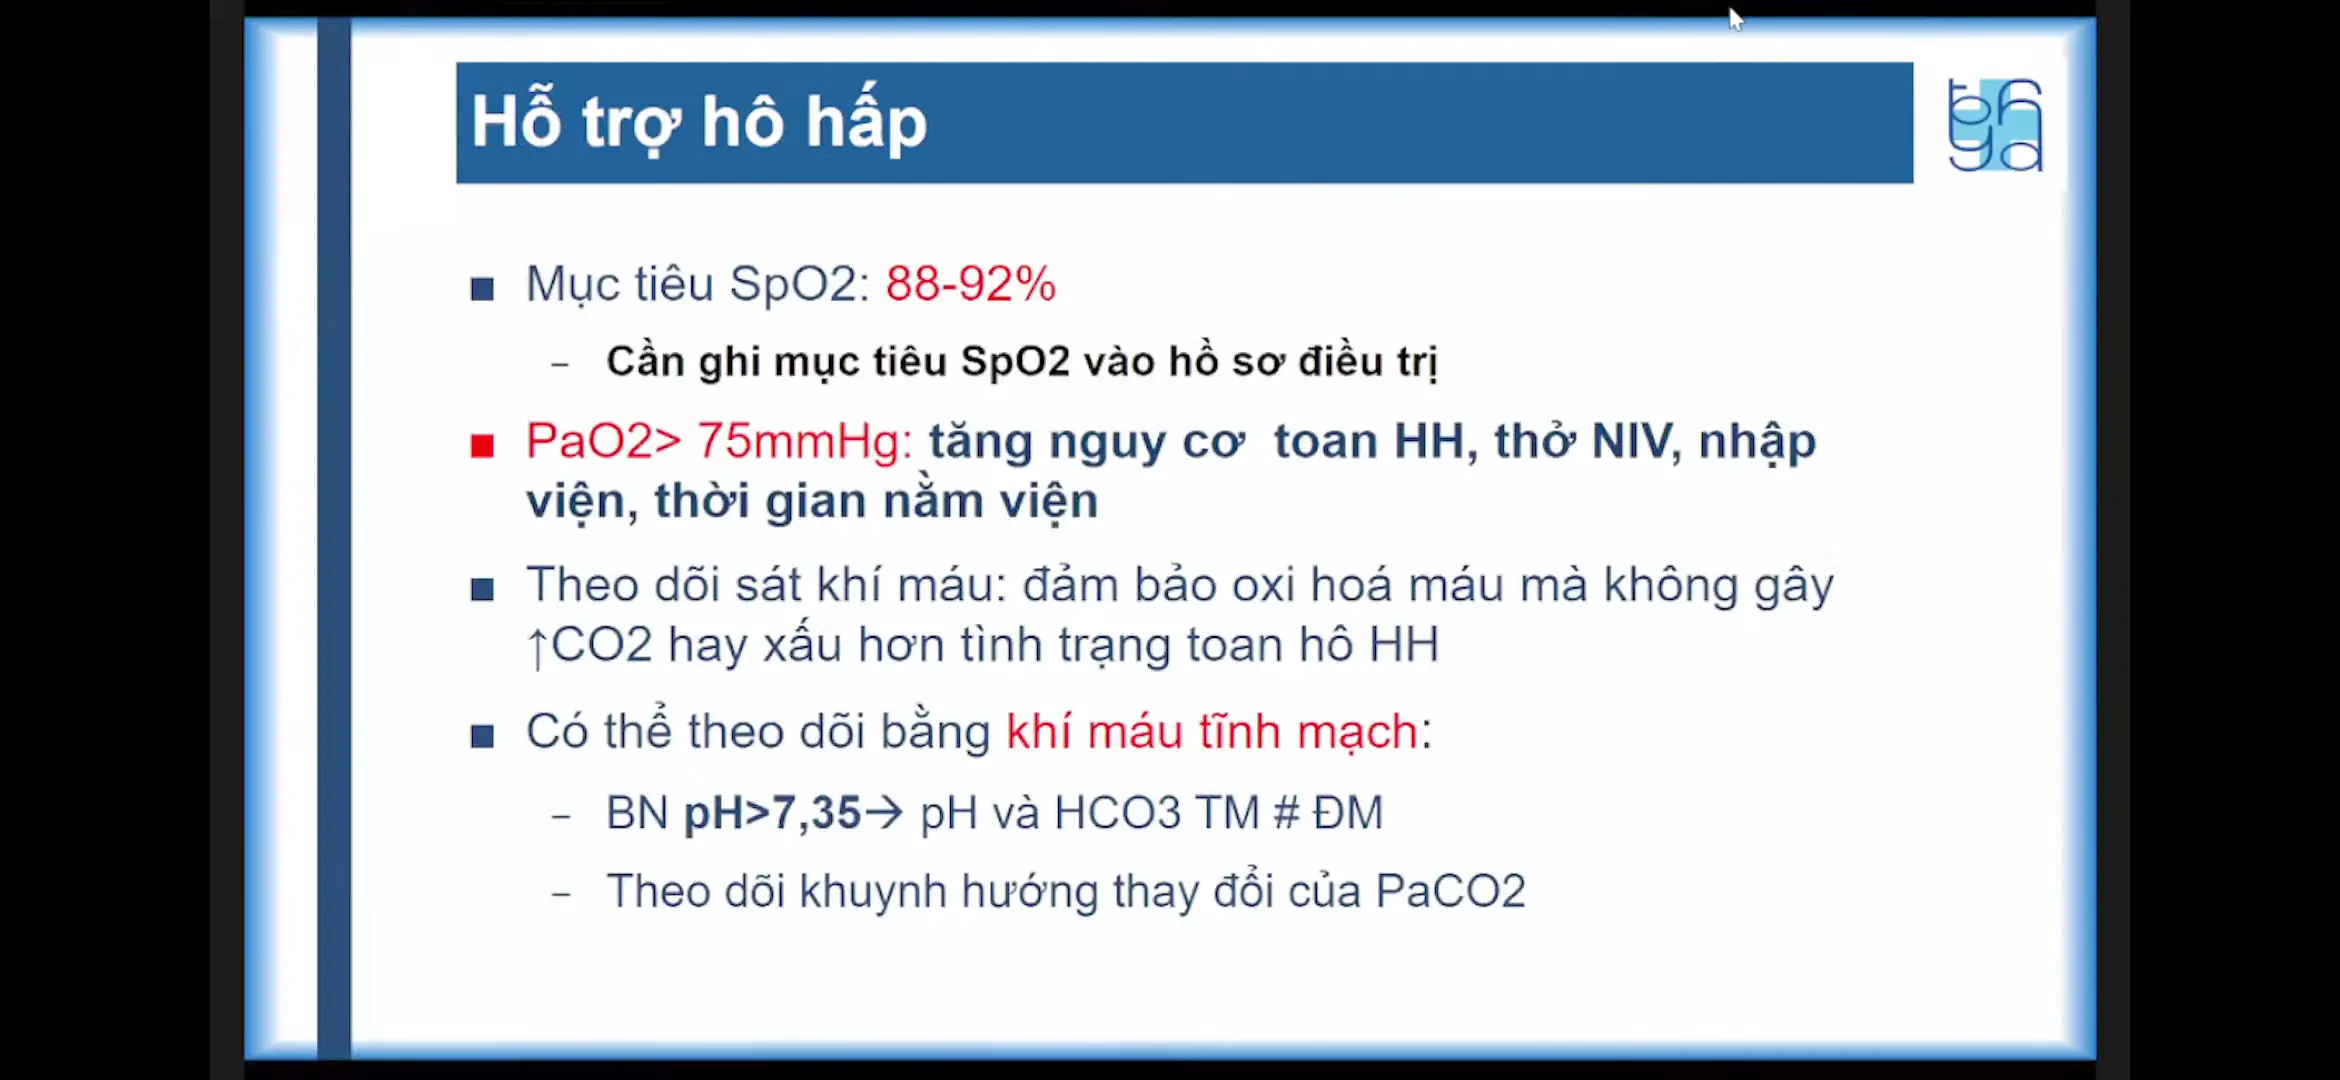 Hỗ trợ hô hấp
Mục tiêu SpO2: 88-92%
– Cần ghi mục tiêu SpO2 vào hồ sơ điều trị
PaO2> 75mmHg: tăng nguy cơ toan HH, thở NIV, nhập
viện, thời gian nằm viện
Theo dõi sát khí máu: đảm bảo oxi hoá máu mà không gây
↑CO2 hay xấu hơn tình trạng toan hô HH
Có thể theo dõi bằng khí máu tĩnh mạch:
– BN pH>7,35→ pH và HCO3 TM # ĐM
– Theo dõi khuynh hướng thay đổi của PaCO2